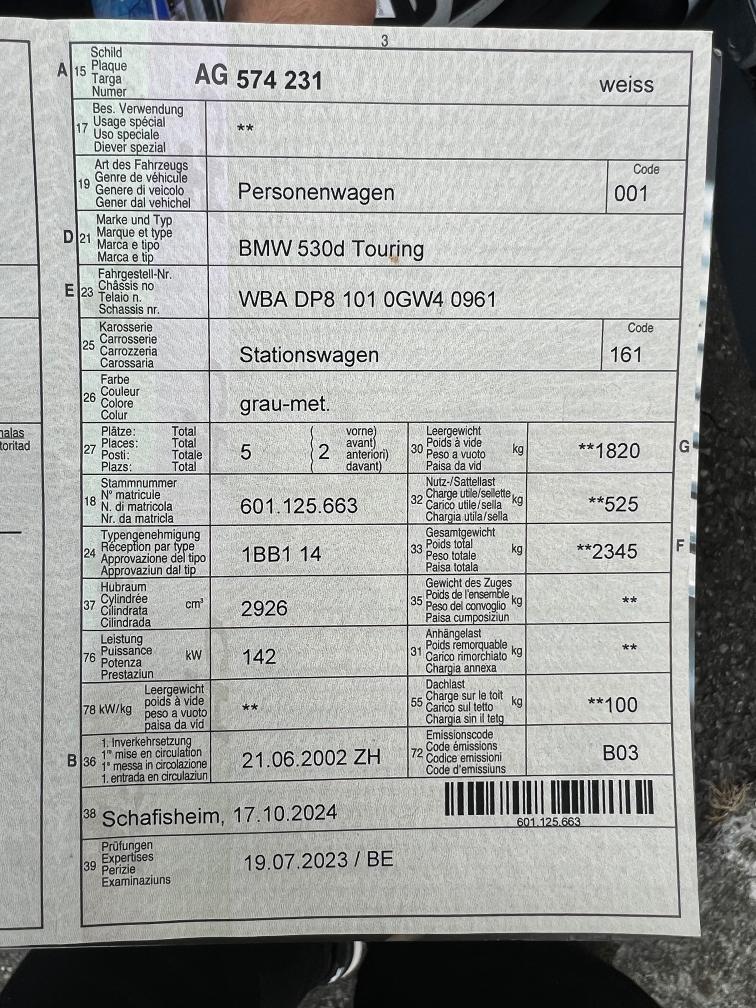 3
A 15 Schild
Plaque
Targa
Numer
AG 574 231 weiss
17 Bes. Verwendung
Usage spécial
Uso speciale
Diever spezial
**
19 Art des Fahrzeugs
Genre de véhicule
Genere di veicolo
Gener dal vehichel
Personenwagen
Code
001
D 21 Marke und Typ
Marque et type
Marca e tipo
Marca e tip
BMW 530d Touring
E 23 Fahrgestell-Nr.
Châssis no
Telaio n.
Schassis nr.
WBA DP8 101 0GW4 0961
25 Karosserie
Carrosserie
Carrozzeria
Carossaria
Stationswagen
Code
161
26 Farbe
Couleur
Colore
Colur
grau-met.
27 Plätze: Total
Places: Total
Posti: Totale
Plazs: Total
5 2 vorne)
avant)
anteriori)
davant)
30 Leergewicht
Poids à vide
Peso a vuoto
Paisa da vid
kg **1820 G
18 Stammnummer
N° matricule
N. di matricola
Nr. da matricla
601.125.663
32 Nutz-/Sattellast
Charge utile/sellette
Carico utile/sella
Chargia utila/sella
kg **525
24 Typengenehmigung
Réception par type
Approvazione del tipo
Approvaziun dal tip
1BB1 14
33 Gesamtgewicht
Poids total
Peso totale
Paisa totala
kg **2345 F
37 Hubraum
Cylindrée
Cilindrata
Cilindrada
cm³ 2926
35 Gewicht des Zuges
Poids de l'ensemble
Peso del convoglio
Paisa cumposiziun
kg **
76 Leistung
Puissance
Potenza
Prestaziun
kW 142
31 Anhängelast
Poids remorquable
Carico rimorchiato
Chargia annexa
kg **
78 kW/kg Leergewicht
poids à vide
peso a vuoto
paisa da vid
**
55 Dachlast
Charge sur le toit
Carico sul tetto
Chargia sin il tetg
kg **100
B 36 1. Inverkehrsetzung
1re mise en circulation
1a messa in circolazione
1. entrada en circulaziun
21.06.2002 ZH
72 Emissionscode
Code émissions
Codice emissioni
Code d'emissiuns
B03
38 Schafisheim, 17.10.2024
601.125.663
39 Prüfungen
Expertises
Perizie
Examinaziuns
19.07.2023 / BE